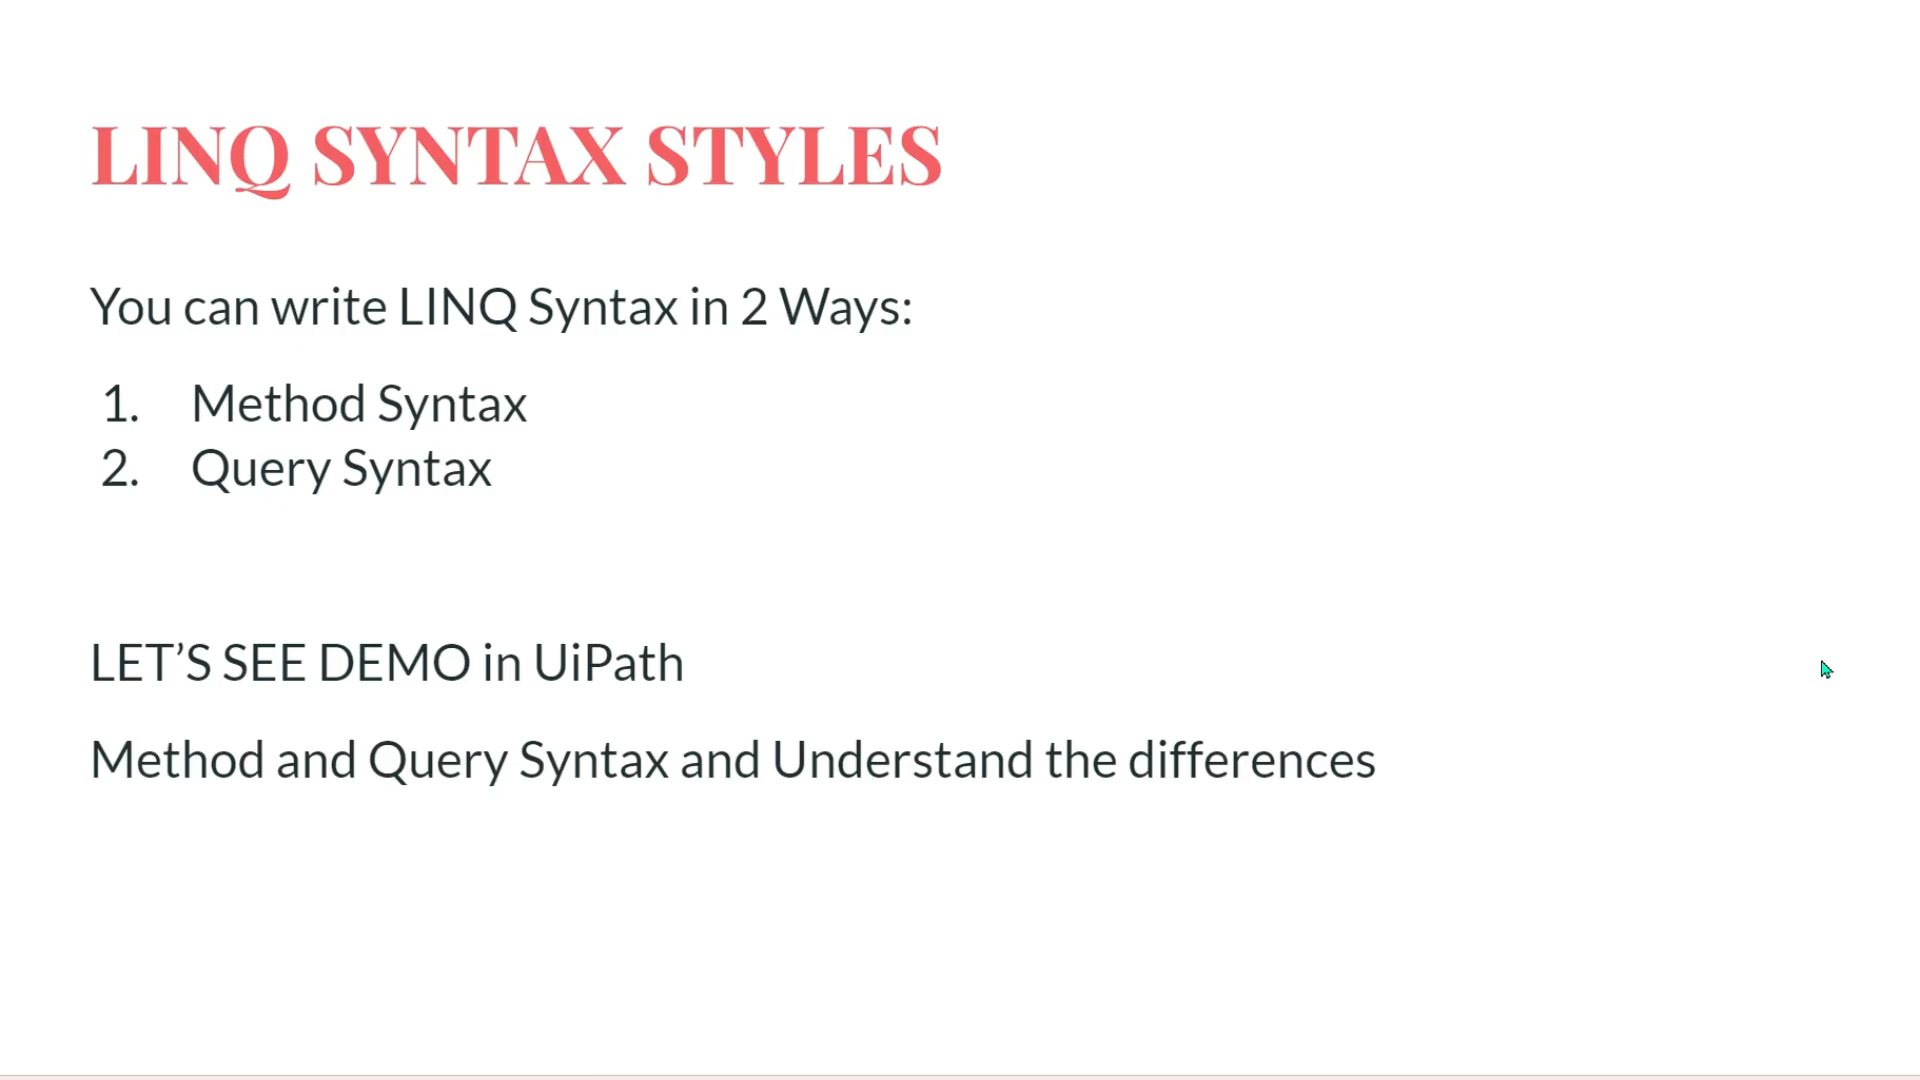 LINQ SYNTAX STYLES
You can write LINQ Syntax in 2 Ways:
1. Method Syntax
2. Query Syntax
LET’S SEE DEMO in UiPath
Method and Query Syntax and Understand the differences